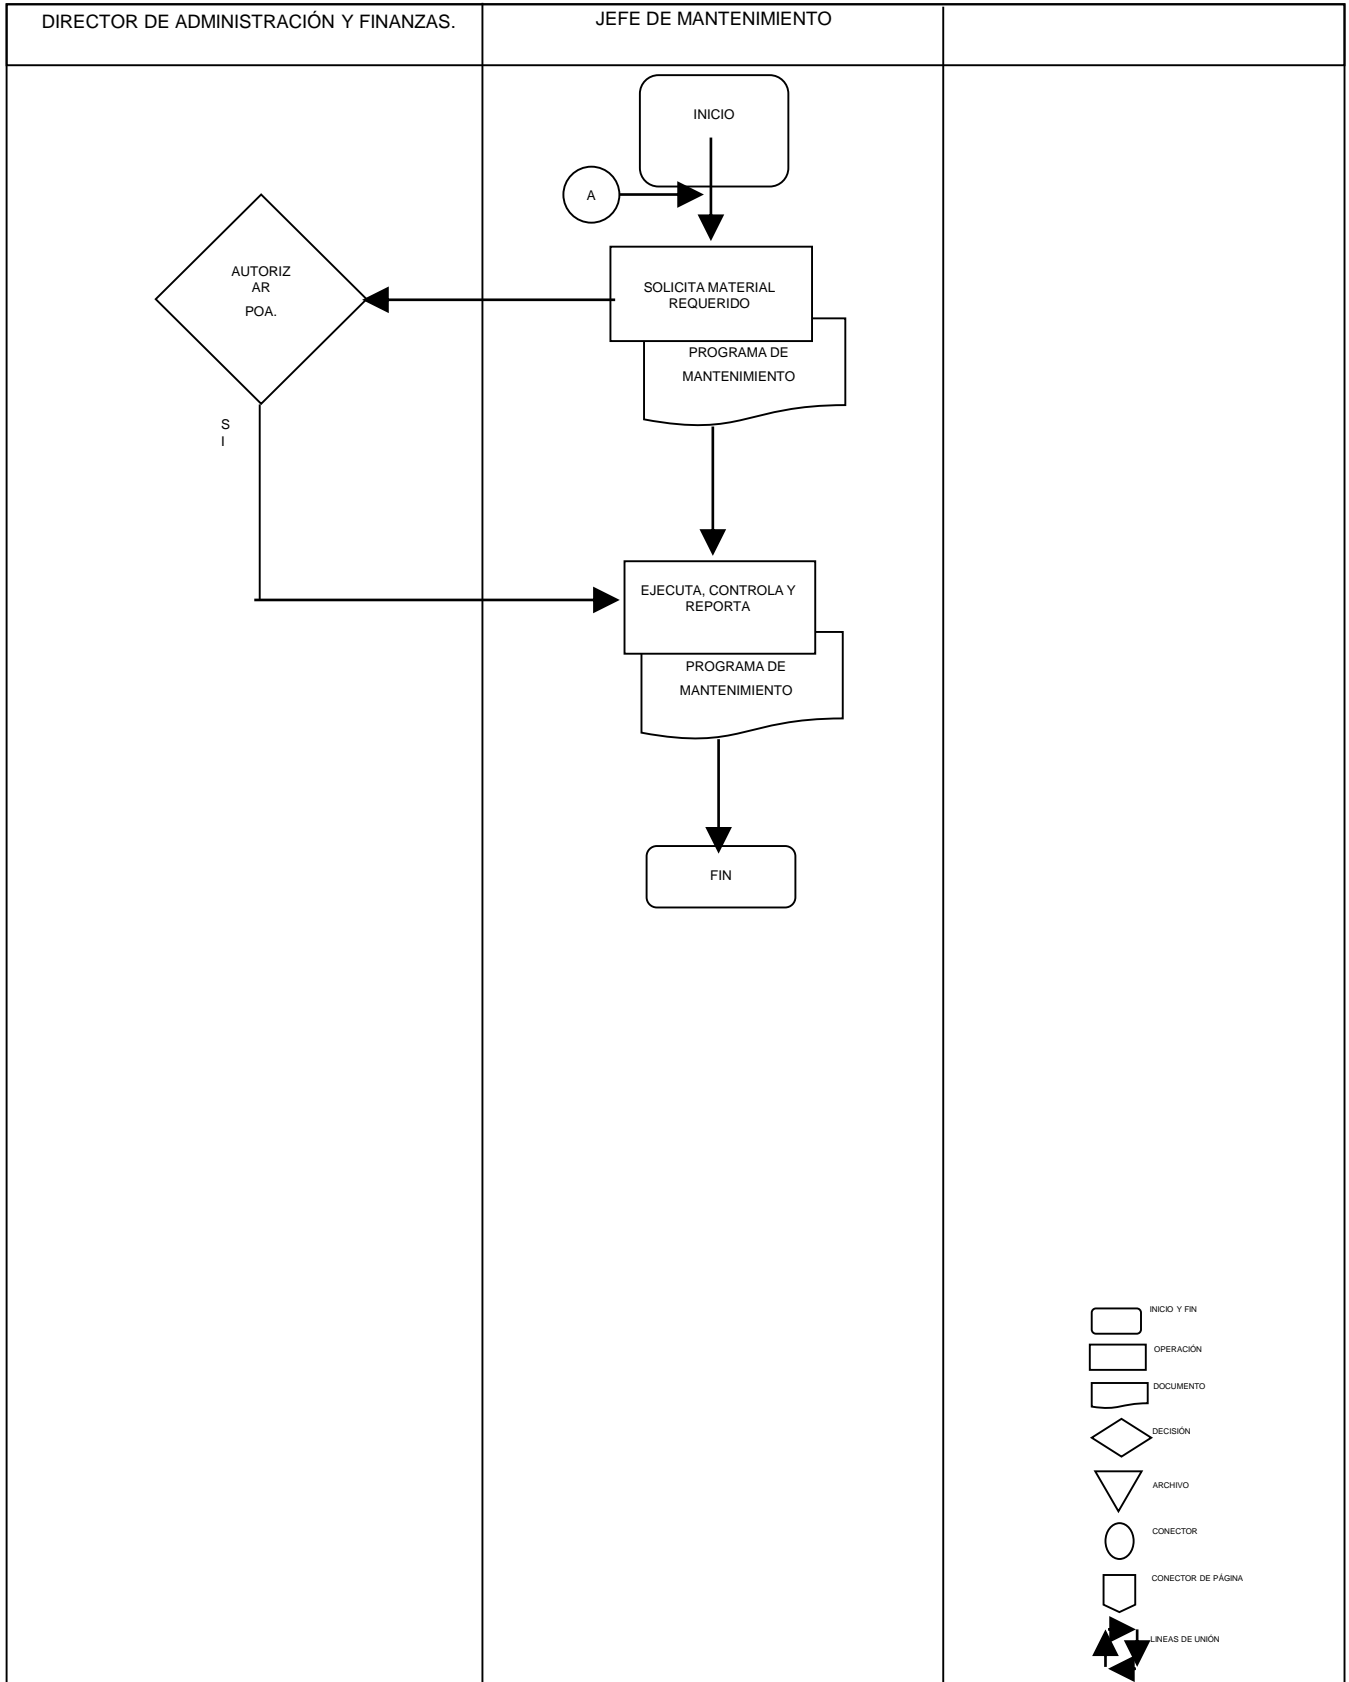 DIRECTOR DE ADMINISTRACIÓN Y FINANZAS.
JEFE DE MANTENIMIENTO
INICIO
A
AUTORIZ
AR
POA.
SOLICITA MATERIAL
REQUERIDO
PROGRAMA DE
MANTENIMIENTO
S
I
EJECUTA, CONTROLA Y
REPORTA
PROGRAMA DE
MANTENIMIENTO
FIN
INICIO Y FIN
OPERACIÓN
DOCUMENTO
DECISIÓN
ARCHIVO
CONECTOR
CONECTOR DE PÁGINA
LINEAS DE UNIÓN